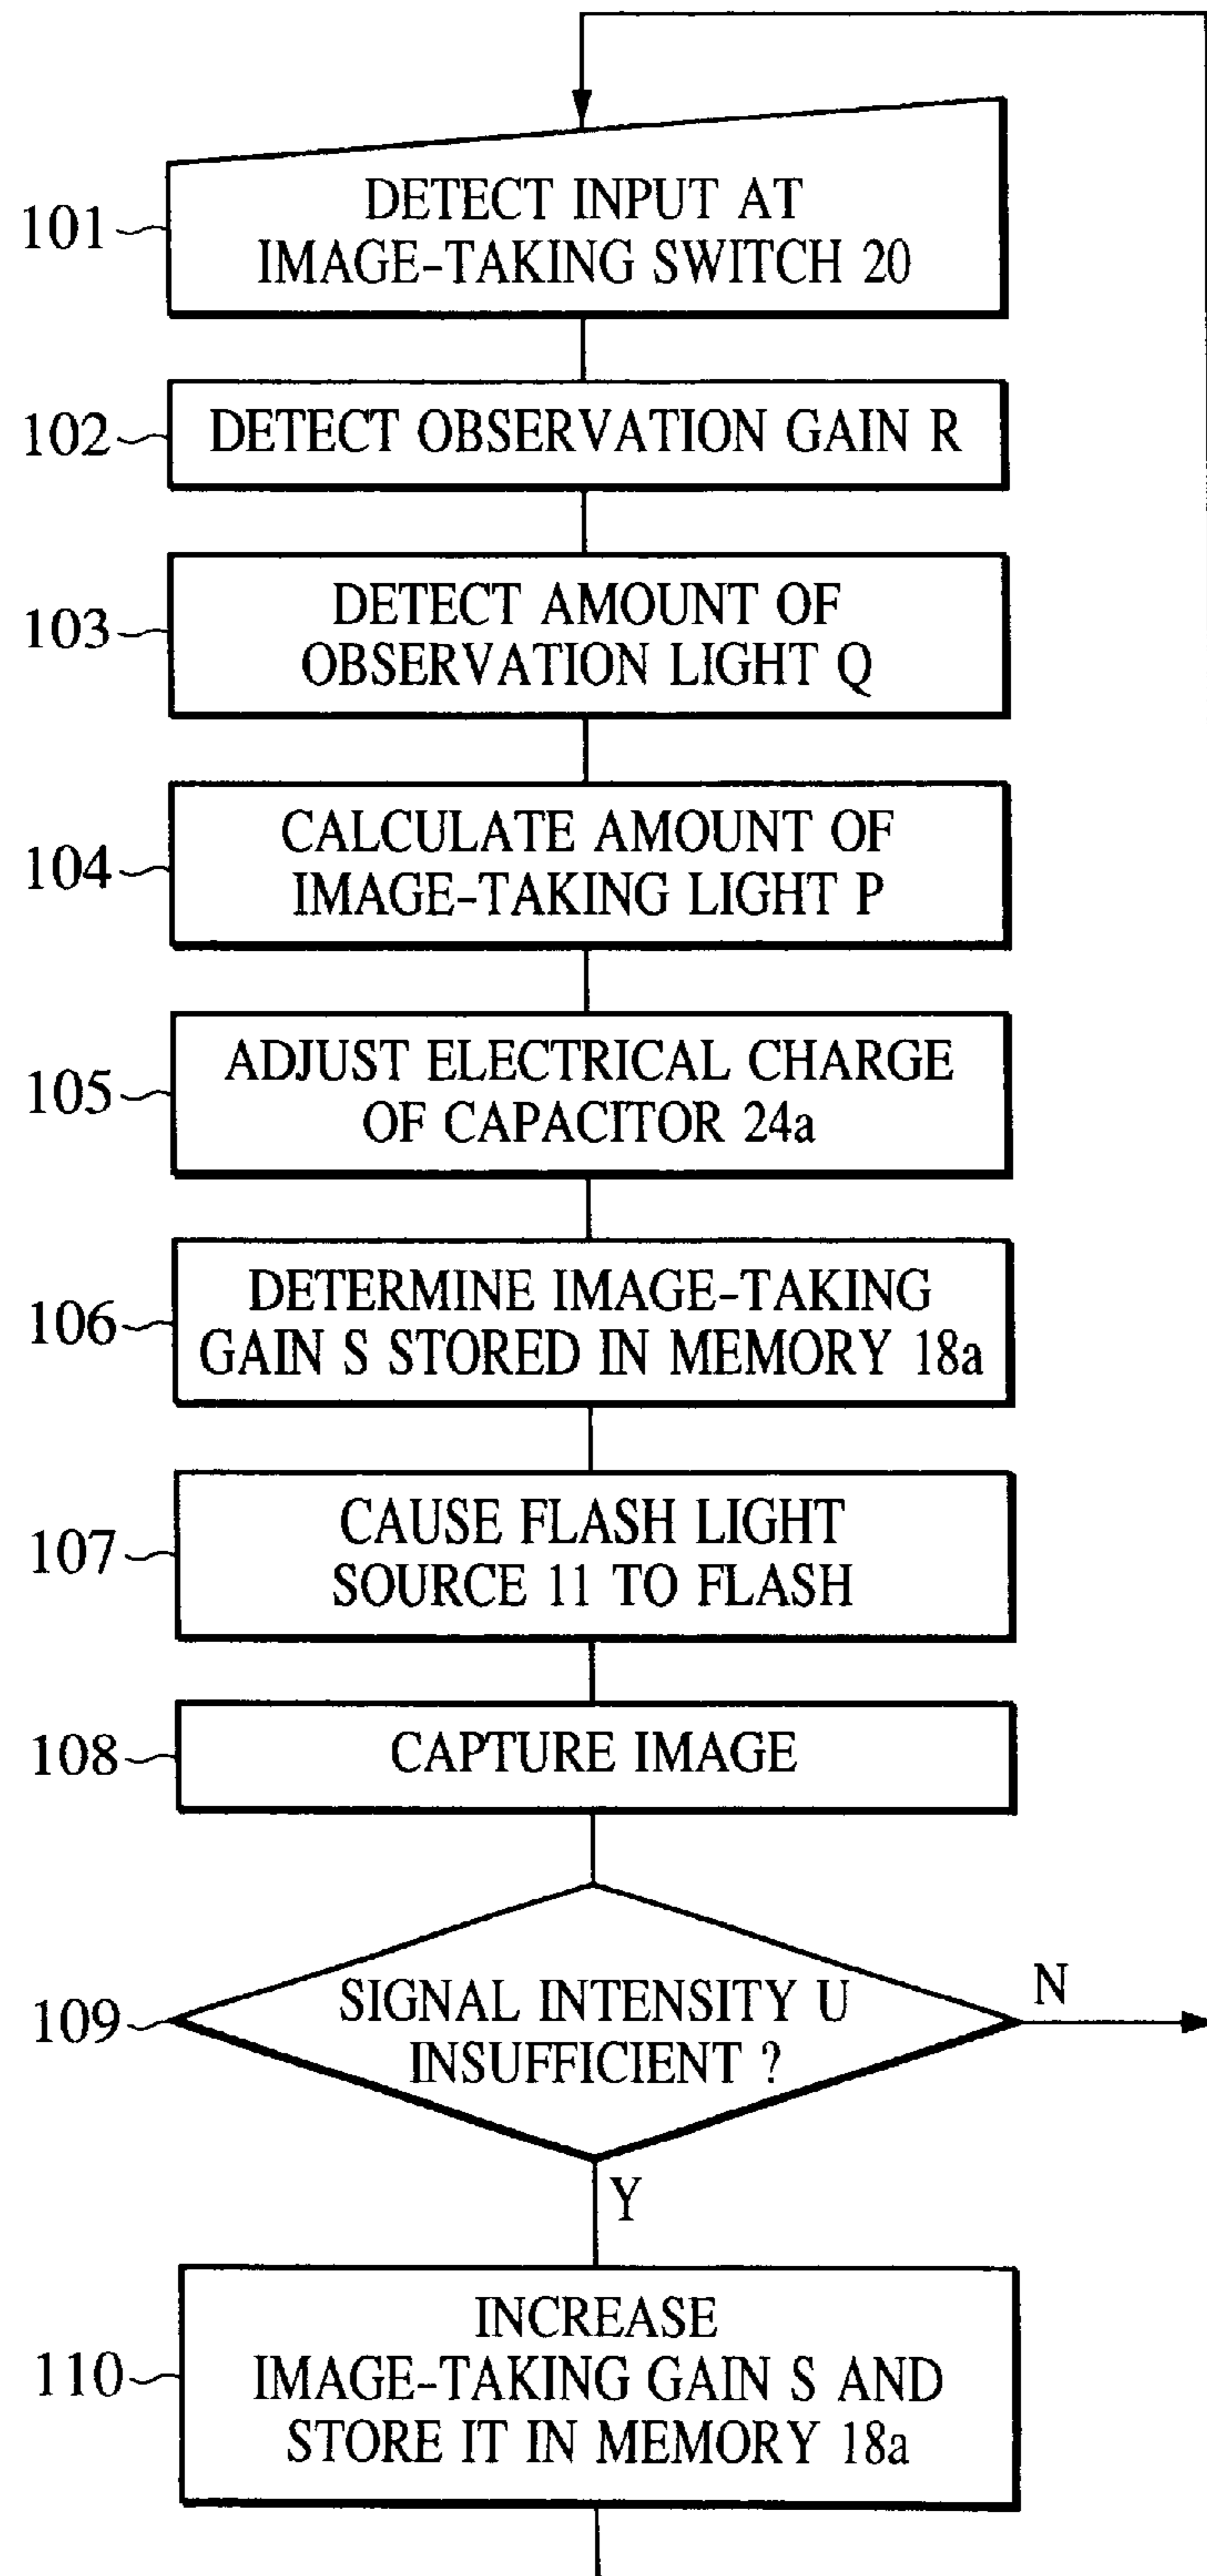 101
DETECT INPUT AT
IMAGE-TAKING SWITCH 20
102
DETECT OBSERVATION GAIN R
103
DETECT AMOUNT OF
OBSERVATION LIGHT Q
104
CALCULATE AMOUNT OF
IMAGE-TAKING LIGHT P
105
ADJUST ELECTRICAL CHARGE
OF CAPACITOR 24a
106
DETERMINE IMAGE-TAKING
GAIN S STORED IN MEMORY 18a
107
CAUSE FLASH LIGHT
SOURCE 11 TO FLASH
108
CAPTURE IMAGE
109
SIGNAL INTENSITY U
INSUFFICIENT ?
N
Y
110
INCREASE
IMAGE-TAKING GAIN S AND
STORE IT IN MEMORY 18a